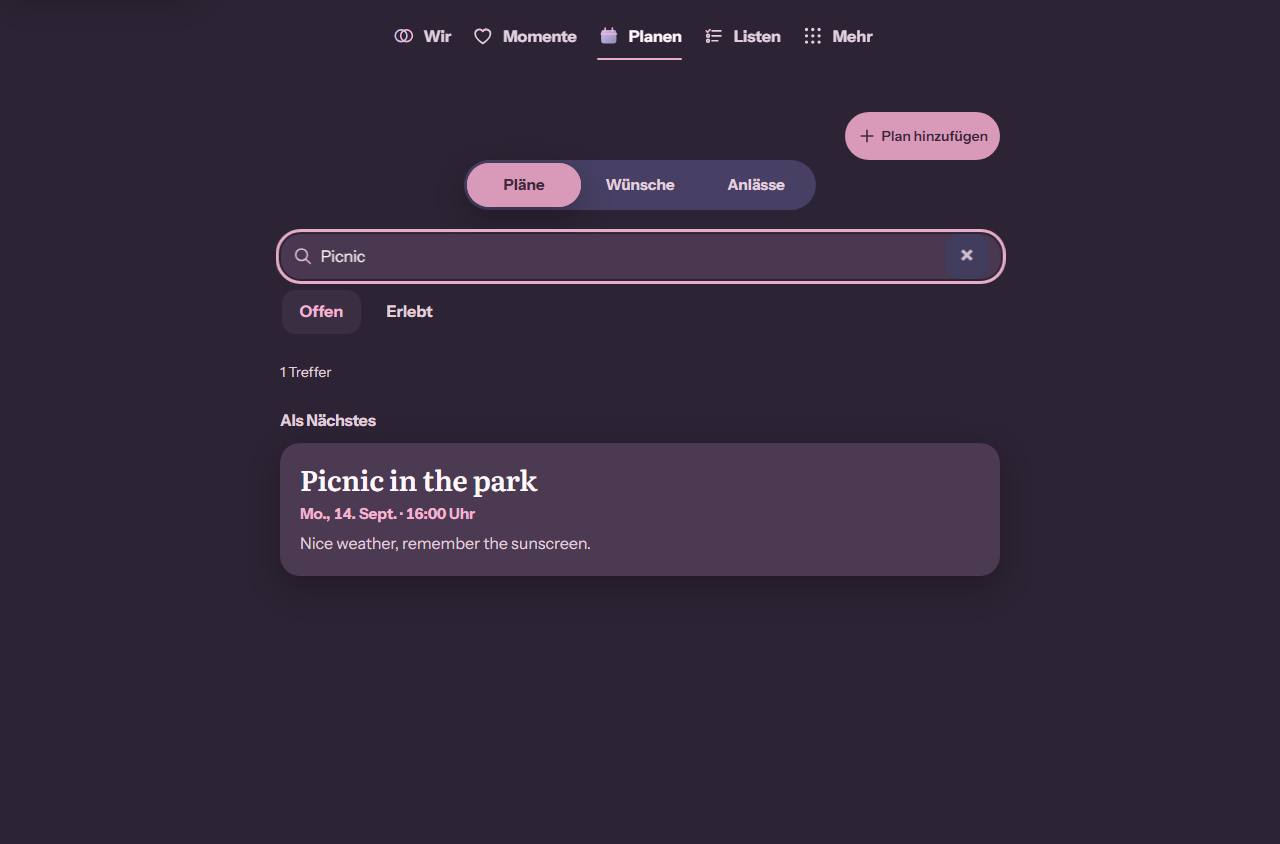 Wir Momente Planen Listen Mehr
Plan hinzufügen
Pläne Wünsche Anlässe
Picnic
Offen Erlebt
1 Treffer
Als Nächstes
Picnic in the park
Mo., 14. Sept. · 16:00 Uhr
Nice weather, remember the sunscreen.